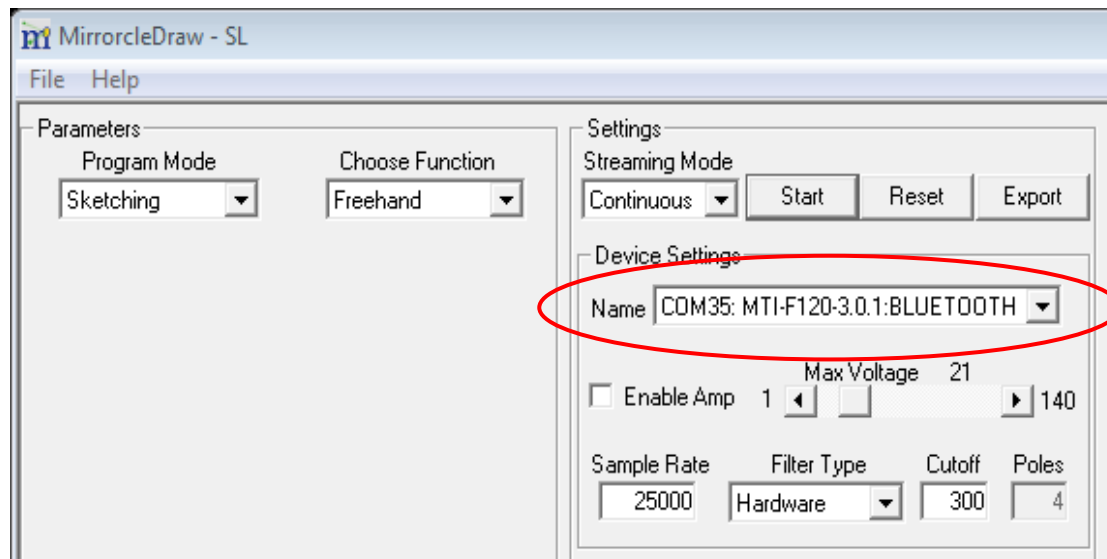 MirrorcleDraw - SL
File Help
Parameters
Program Mode Choose Function
Sketching Freehand
Settings
Streaming Mode
Continuous Start Reset Export
Device Settings
Name COM35: MTI-F120-3.0.1:BLUETOOTH
Max Voltage 21
Enable Amp 1 140
Sample Rate Filter Type Cutoff Poles
25000 Hardware 300 4